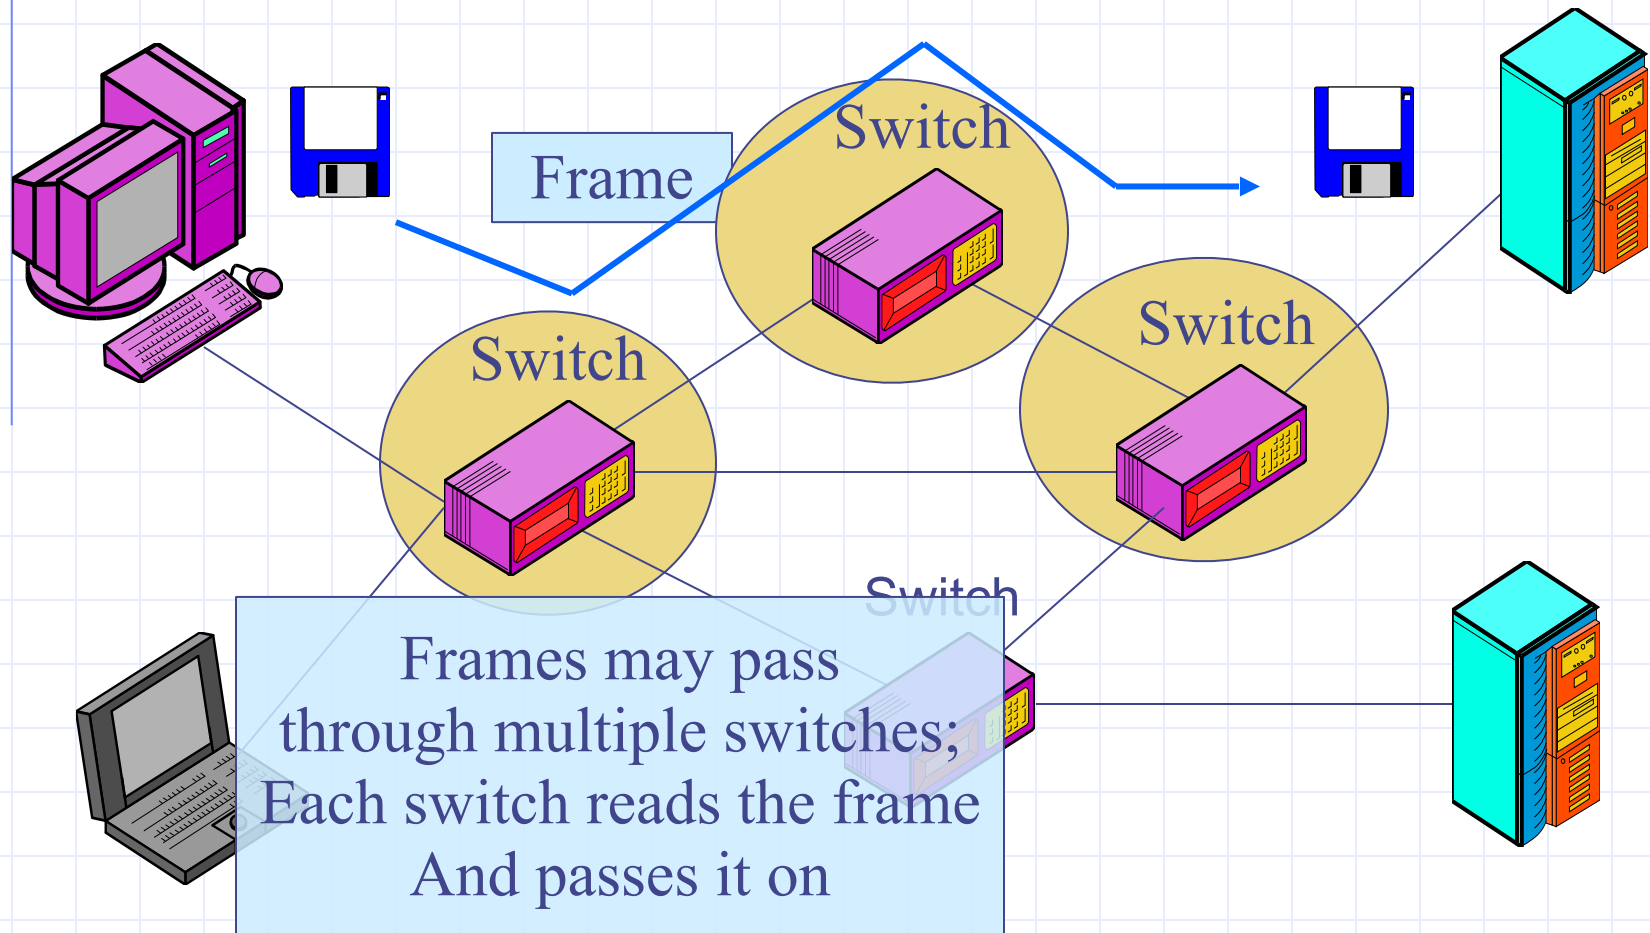 Switch
Frame
Switch
Switch
Switch
Frames may pass
through multiple switches;
Each switch reads the frame
And passes it on